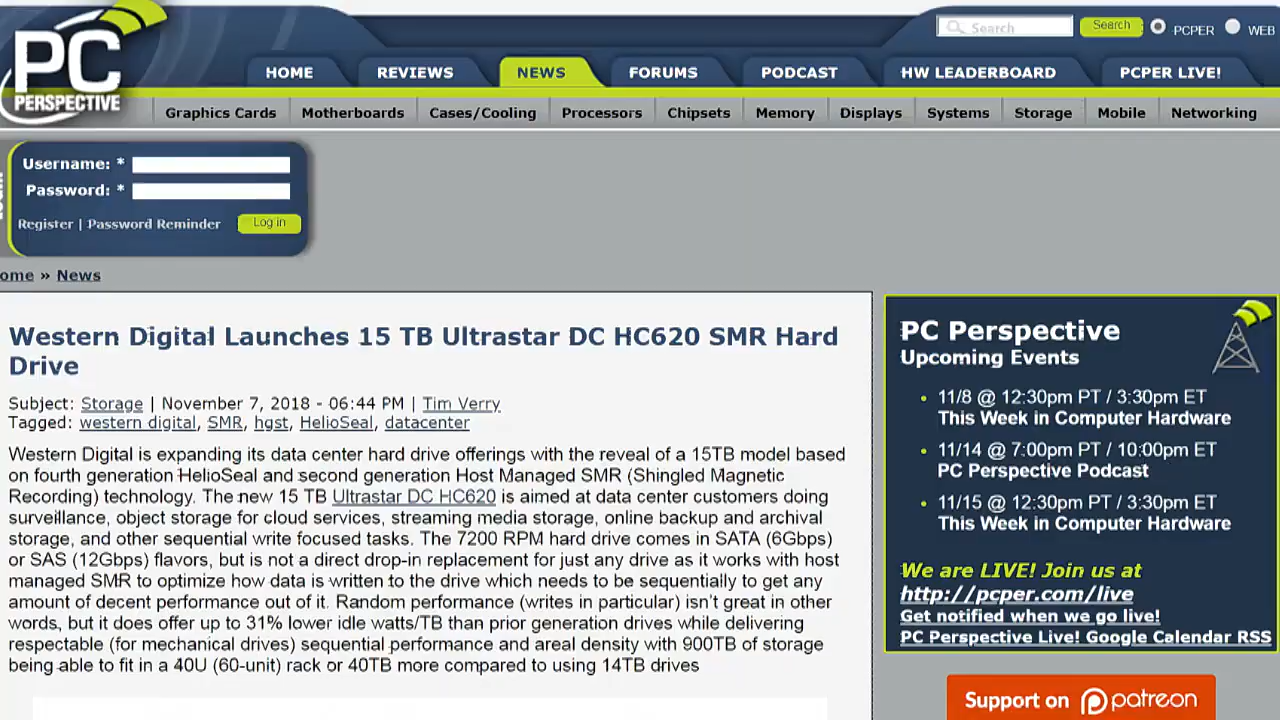 PC
PERSPECTIVE
Search Search PCPER WEB
HOME REVIEWS NEWS FORUMS PODCAST HW LEADERBOARD PCPER LIVE!
Graphics Cards Motherboards Cases/Cooling Processors Chipsets Memory Displays Systems Storage Mobile Networking
Username: *
Password: *
Register | Password Reminder Log in
ome » News
Western Digital Launches 15 TB Ultrastar DC HC620 SMR Hard
Drive
Subject: Storage | November 7, 2018 - 06:44 PM | Tim Verry
Tagged: western digital, SMR, hgst, HelioSeal, datacenter
Western Digital is expanding its data center hard drive offerings with the reveal of a 15TB model based
on fourth generation HelioSeal and second generation Host Managed SMR (Shingled Magnetic
Recording) technology. The new 15 TB Ultrastar DC HC620 is aimed at data center customers doing
surveillance, object storage for cloud services, streaming media storage, online backup and archival
storage, and other sequential write focused tasks. The 7200 RPM hard drive comes in SATA (6Gbps)
or SAS (12Gbps) flavors, but is not a direct drop-in replacement for just any drive as it works with host
managed SMR to optimize how data is written to the drive which needs to be sequentially to get any
amount of decent performance out of it. Random performance (writes in particular) isn't great in other
words, but it does offer up to 31% lower idle watts/TB than prior generation drives while delivering
respectable (for mechanical drives) sequential performance and areal density with 900TB of storage
being able to fit in a 40U (60-unit) rack or 40TB more compared to using 14TB drives
PC Perspective
Upcoming Events
• 11/8 @ 12:30pm PT / 3:30pm ET
This Week in Computer Hardware
• 11/14 @ 7:00pm PT / 10:00pm ET
PC Perspective Podcast
• 11/15 @ 12:30pm PT / 3:30pm ET
This Week in Computer Hardware
We are LIVE! Join us at
http://pcper.com/live
Get notified when we go live!
PC Perspective Live! Google Calendar RSS
Support on patreon